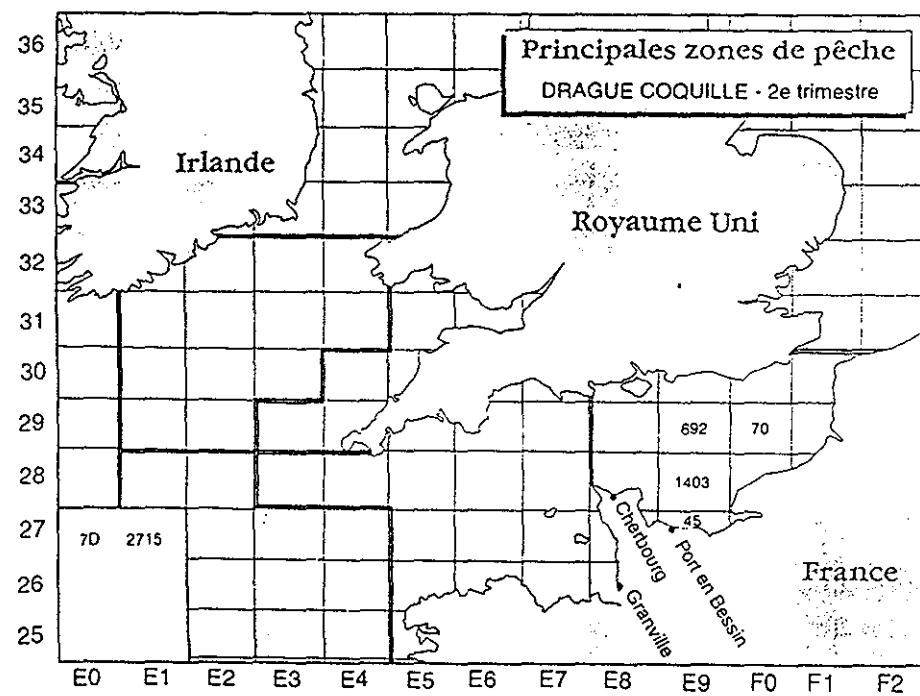 Principales zones de pêche
DRAGUE COQUILLE - 2e trimestre
36
35
34
33
32
31
30
29
28
27
26
25
Irlande
Royaume Uni
692 70
1403
45
7D 2715
Cherbourg
Port en Bessin
Granville
France
E0 E1 E2 E3 E4 E5 E6 E7 E8 E9 F0 F1 F2